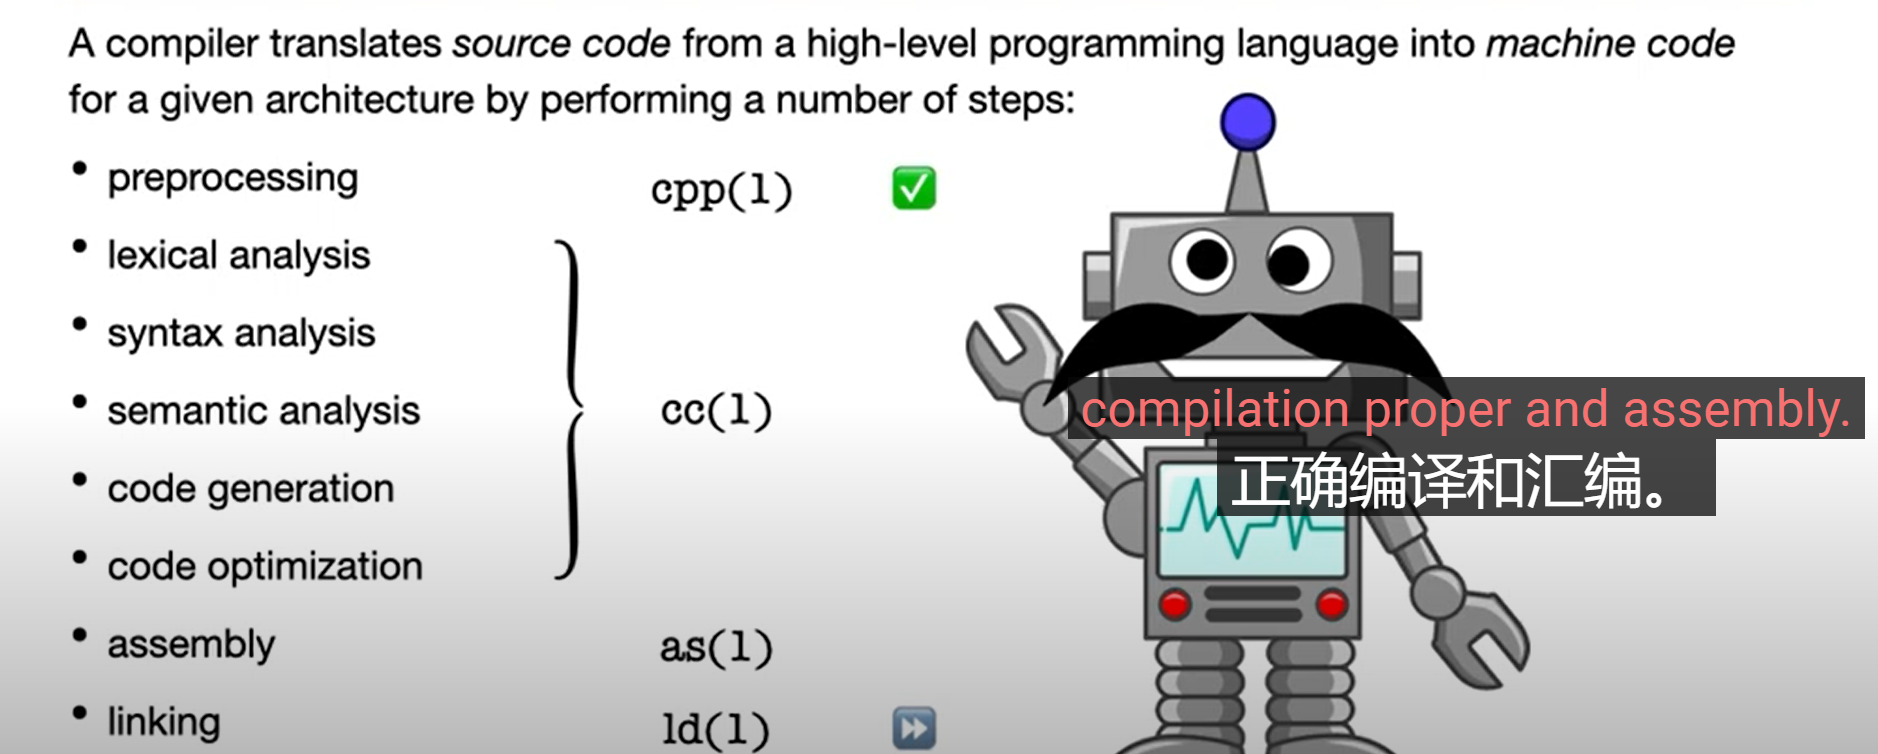 A compiler translates source code from a high-level programming language into machine code
for a given architecture by performing a number of steps:
• preprocessing cpp(1)
• lexical analysis
• syntax analysis
• semantic analysis cc(1)
• code generation
• code optimization
• assembly as(1)
• linking ld(1)
compilation proper and assembly.
正确编译和汇编。